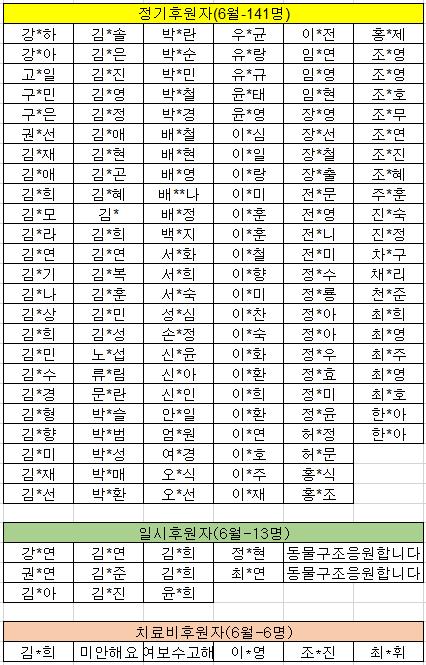 정기후원자(6월-141명)
강*하 김*솔 박*란 우*균 이*전 홍*제
강*아 김*은 박*순 유*랑 임*연 조*영
고*일 김*진 박*민 유*규 임*영 조*영
구*민 김*영 박*철 윤*태 임*현 조*호
구*은 김*정 박*경 윤*영 장*영 조*무
권*선 김*애 배*철 이*심 장*선 조*연
김*재 김*현 배*현 이*일 장*철 조*진
김*애 김*곤 배*영 이*랑 장*출 조*혜
김*희 김*혜 배**나 이*미 전*문 주*훈
김*모 김* 배*정 이*훈 전*영 진*숙
김*라 김*희 백*지 이*훈 전*니 진*정
김*연 김*연 서*화 이*철 전*미 차*구
김*기 김*복 서*희 이*향 정*수 채*리
김*나 김*훈 서*숙 이*미 정*룡 천*준
김*상 김*민 성*심 이*찬 정*아 최*희
김*희 김*성 손*정 이*숙 정*아 최*영
김*민 노*섭 신*윤 이*화 정*우 최*주
김*수 류*림 신*아 이*환 정*효 최*영
김*경 문*란 신*인 이*희 정*미 최*호
김*형 박*슬 안*일 이*환 정*윤 한*아
김*향 박*범 엄*원 이*연 허*정 한*아
김*미 박*성 여*경 이*호 허*문
김*재 박*매 오*식 이*주 홍*식
김*선 박*환 오*선 이*재 홍*조
일시후원자(6월-13명)
강*연 김*연 김*희 정*현 동물구조응원합니다
권*연 김*준 김*희 최*연 동물구조응원합니다
김*아 김*진 윤*희
치료비후원자(6월-6명)
김*희 미안해요 여보수고해 이*영 조*진 최*휘